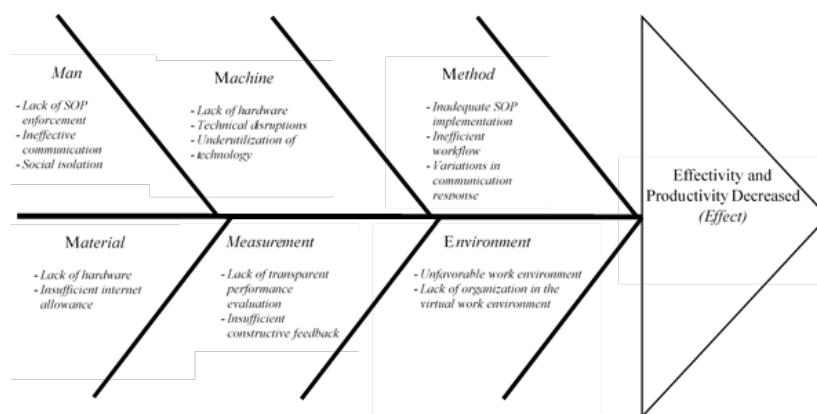 Man
- Lack of SOP
enforcement
- Ineffective
communication
- Social isolation
Machine
- Lack of hardware
- Technical disruptions
- Underutilization of
- technology
Method
- Inadequate SOP
implementation
- Inefficient
workflow
- Variations in
communication
response
Effectivity and
Productivity Decreased
(Effect)
Material
- Lack of hardware
- Insufficient internet
allowance
Measurement
- Lack of transparent
performance
evaluation
- Insufficient
constructive feedback
Environment
- Unfavorable work environment
- Lack of organization in the
virtual work environment